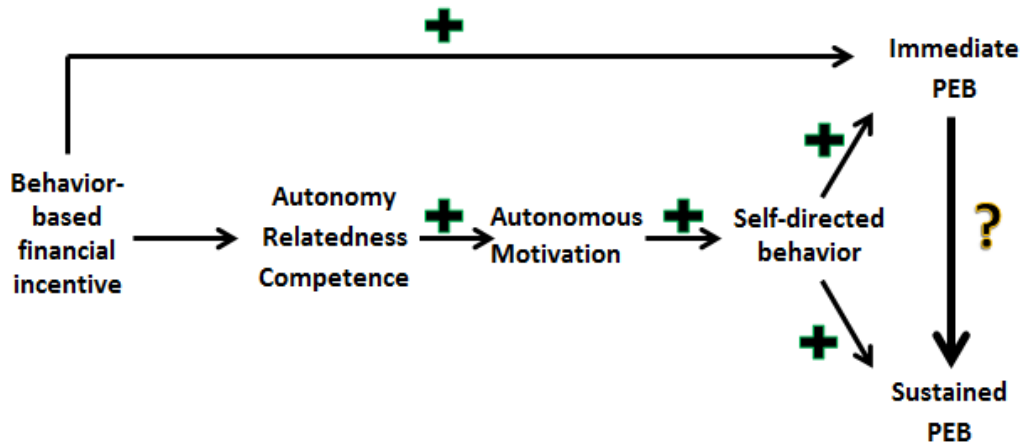 Immediate
PEB
Behavior-
based
financial
incentive
Autonomy
Relatedness
Competence
Autonomous
Motivation
Self-directed
behavior
?
Sustained
PEB